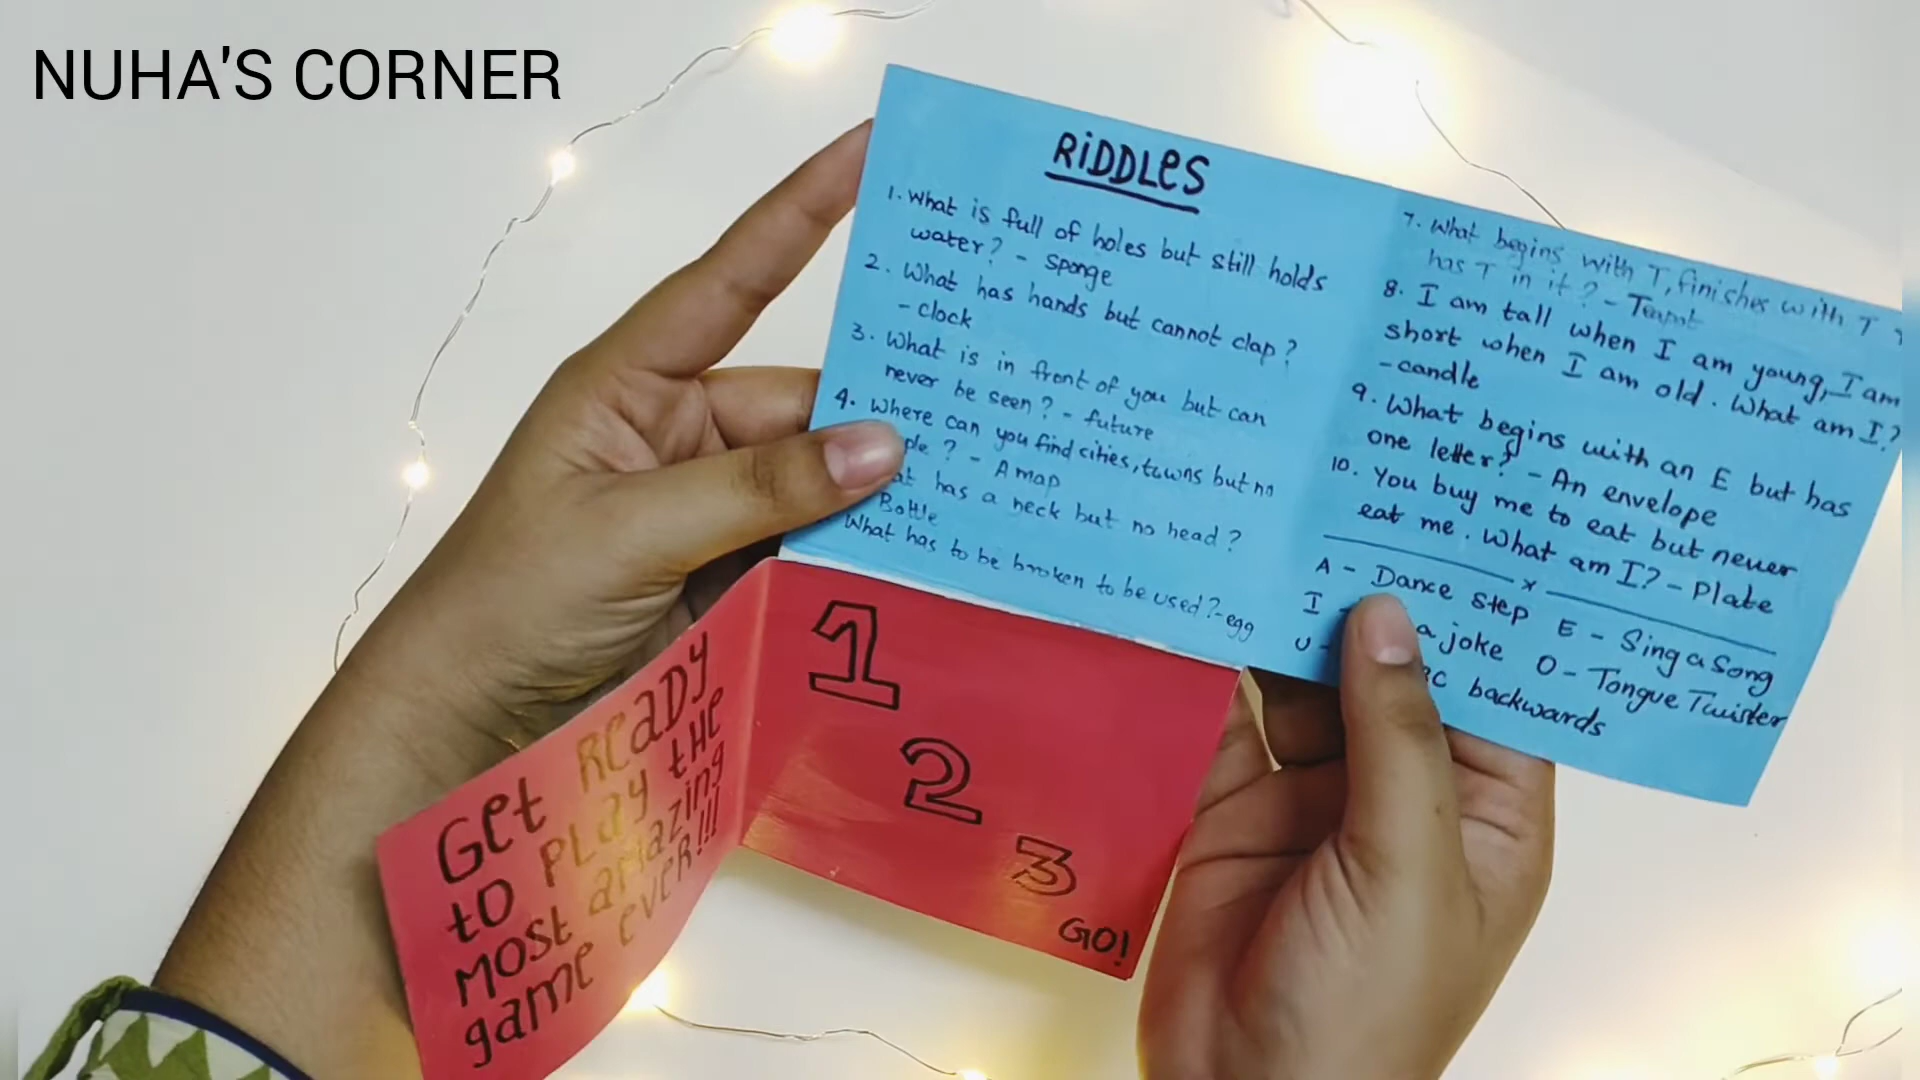 NUHA'S CORNER
RiDDLeS
1. What is full of holes but still holds
water? - sponge
2. What has hands but cannot clap?
- clock
3. What is in front of you but can
never be seen? - future
4. Where can you find cities, towns but no
? - A map
has a neck but no head?
Bottle
What has to be broken to be used? - egg
7. What begins with T, finishes with T
has T in it? - Teapot
8. I am tall when I am young, I am
short when I am old. What am I?
- candle
9. What begins with an E but has
one letter? - An envelope
10. You buy me to eat but never
eat me. What am I? - Plate
x
A - Dance step E - Sing a Song
I - a joke O - Tongue Twister
U - backwards
Get ReaDy
tO PLay tHe
MOSt amazing
game eveR!!!
1
2
3
GO!